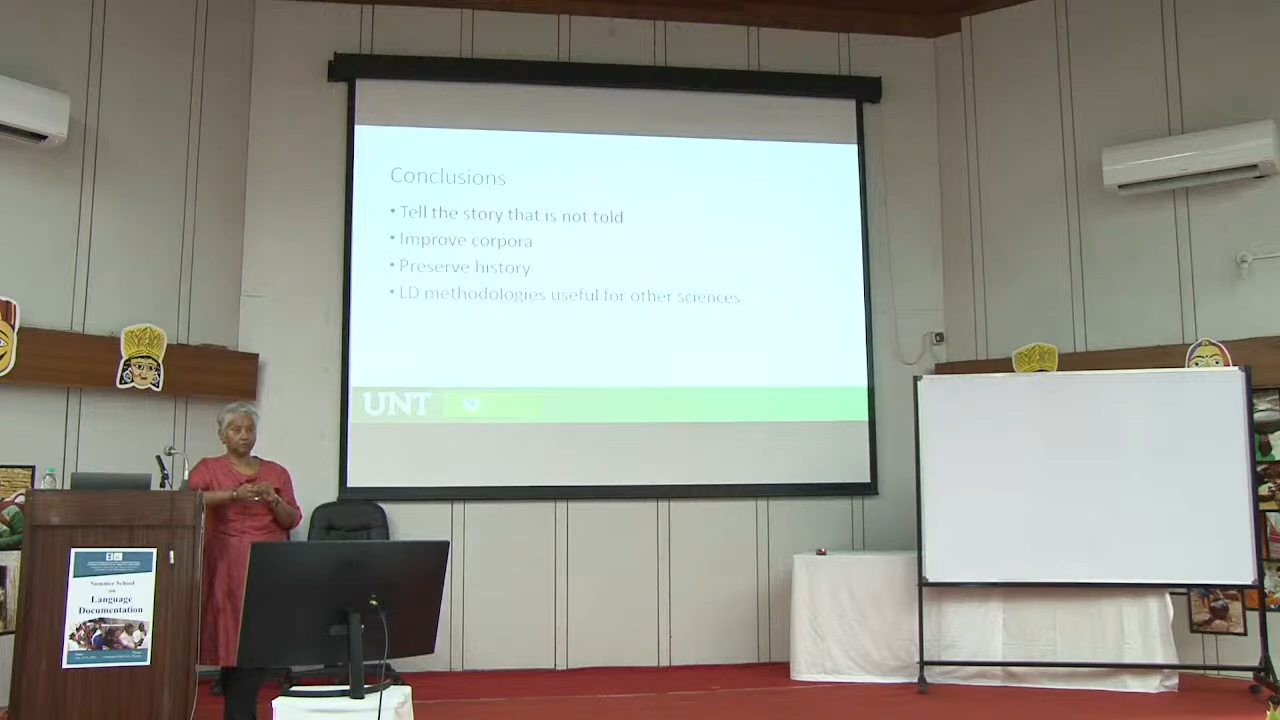 Conclusions
• Tell the story that is not told
• Improve corpora
• Preserve history
• LD methodologies useful for other sciences
UNT
Summer School
on
Language
Documentation